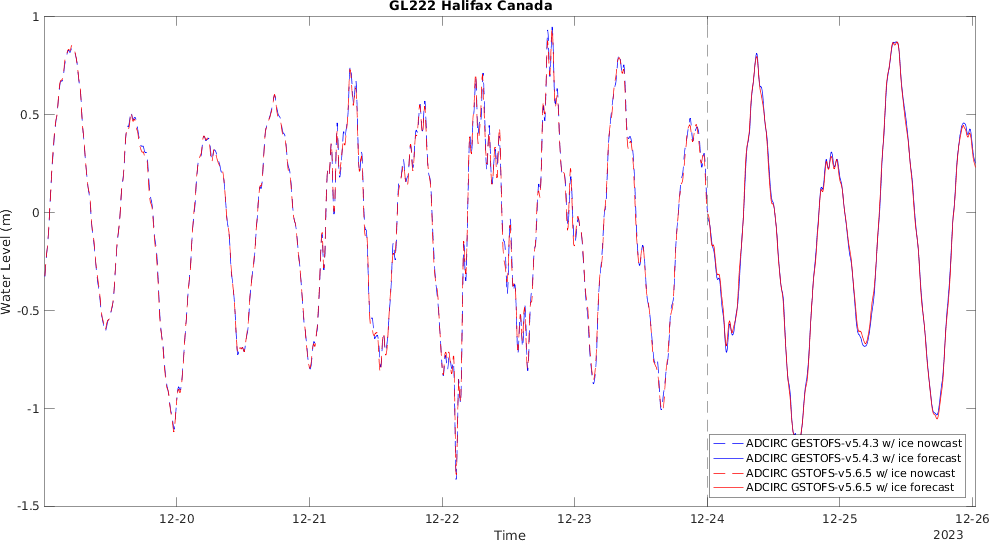 GL222 Halifax Canada
1
0.5
0
-0.5
-1
-1.5
Water Level (m)
12-20
12-21
12-22
12-23
12-24
12-25
12-26
Time
2023
ADCIRC GESTOFS-v5.4.3 w/ ice nowcast
ADCIRC GESTOFS-v5.4.3 w/ ice forecast
ADCIRC GSTOFS-v5.6.5 w/ ice nowcast
ADCIRC GSTOFS-v5.6.5 w/ ice forecast